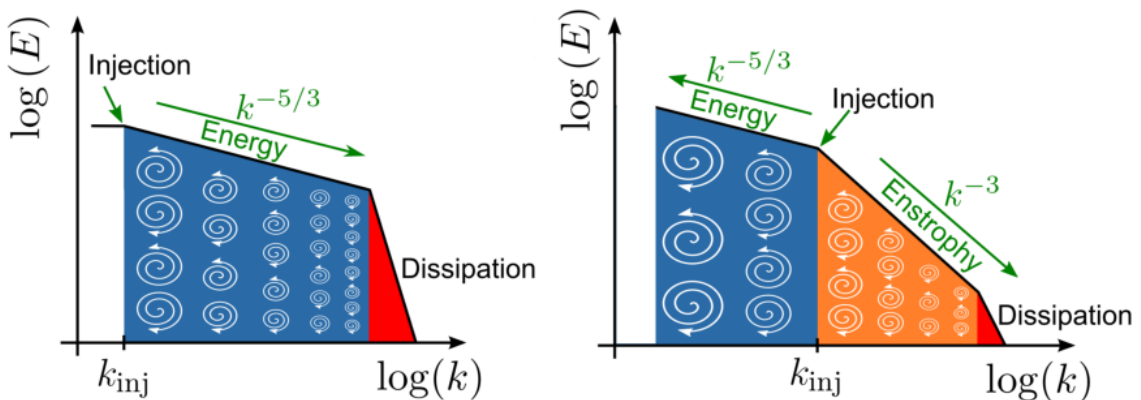 log (E)
Injection
k^{-5/3}
Energy
Dissipation
k_{inj}
log(k)
log (E)
k^{-5/3}
Energy
Injection
k^{-3}
Enstrophy
Dissipation
k_{inj}
log(k)